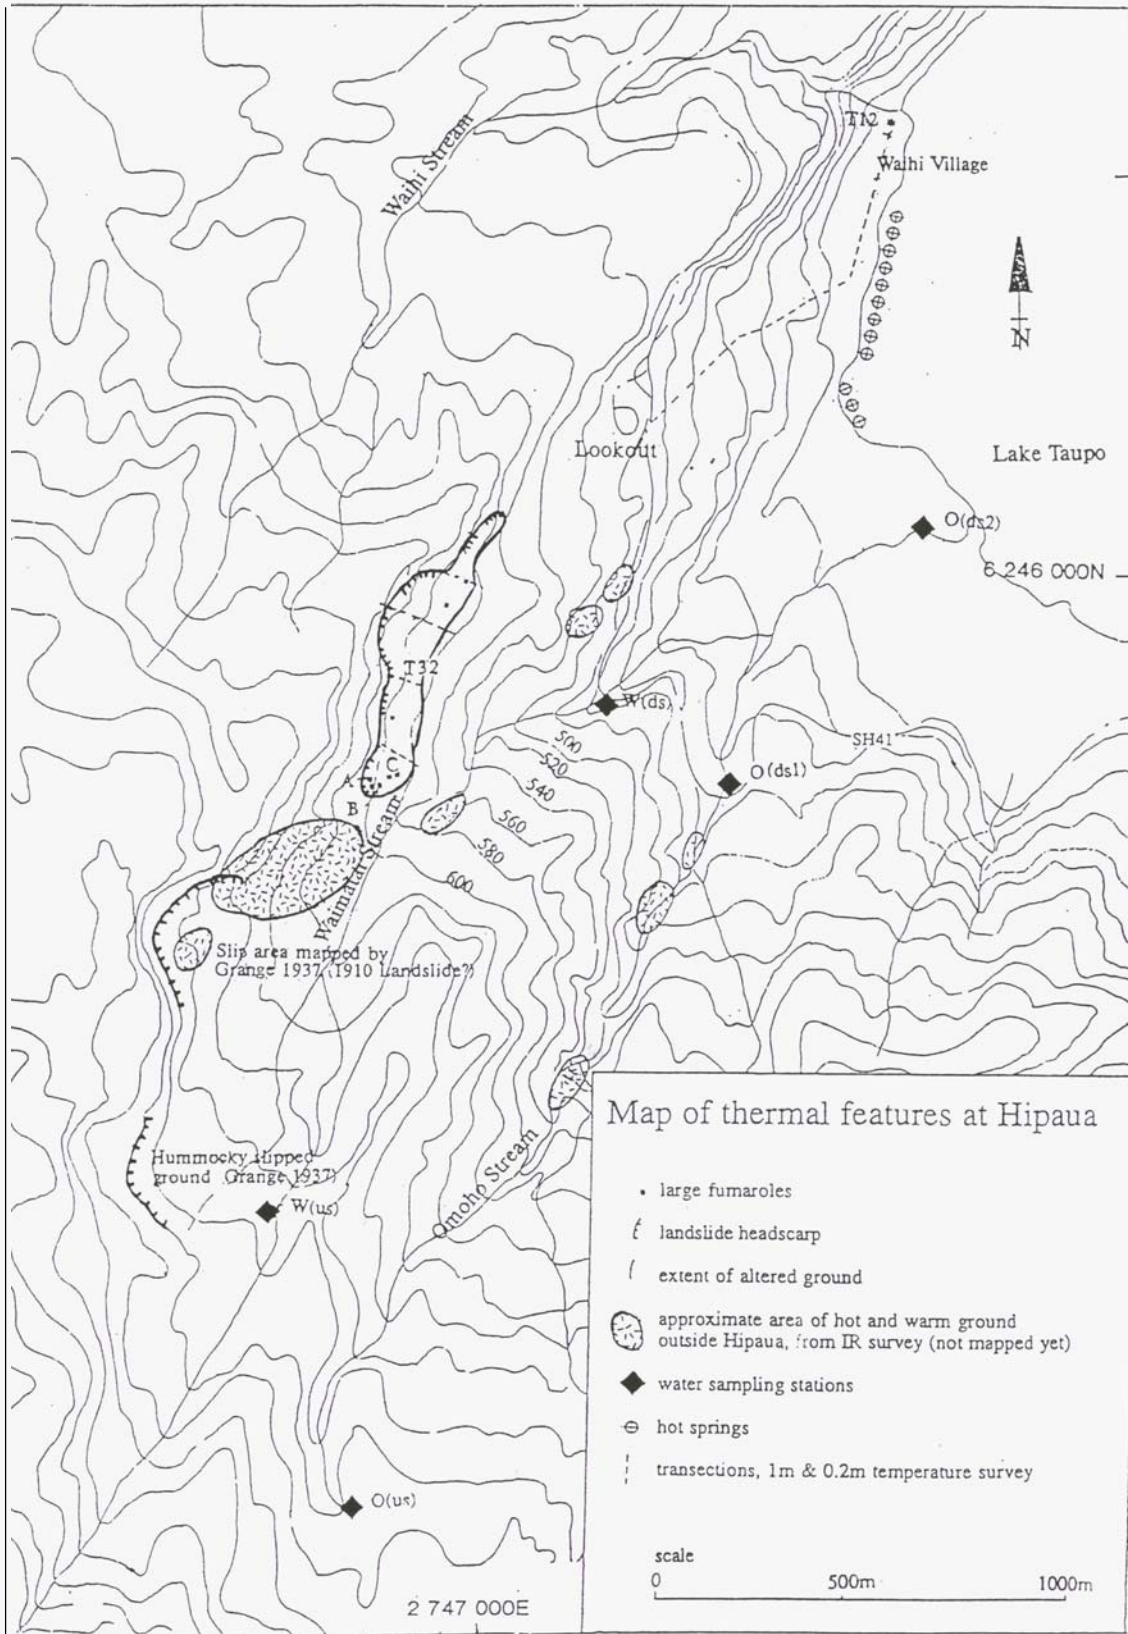 T12
Waihi Stream
Waihi Village
N
Lookout
Lake Taupo
O(ds2)
6 246 000N
T32
W(ds)
500
SH41
520
C
O(ds1)
A
540
B
560
580
Waimatai Stream
600
Slip area mapped by
Grange 1937 (1910 Landslide?)
Map of thermal features at Hipaua
Omoho Stream
Hummocky slipped
ground Grange 1937)
W(us)
large fumaroles
landslide headscarp
extent of altered ground
approximate area of hot and warm ground
outside Hipaua, from IR survey (not mapped yet)
water sampling stations
hot springs
transections, 1m & 0.2m temperature survey
O(us)
scale
0 500m 1000m
2 747 000E